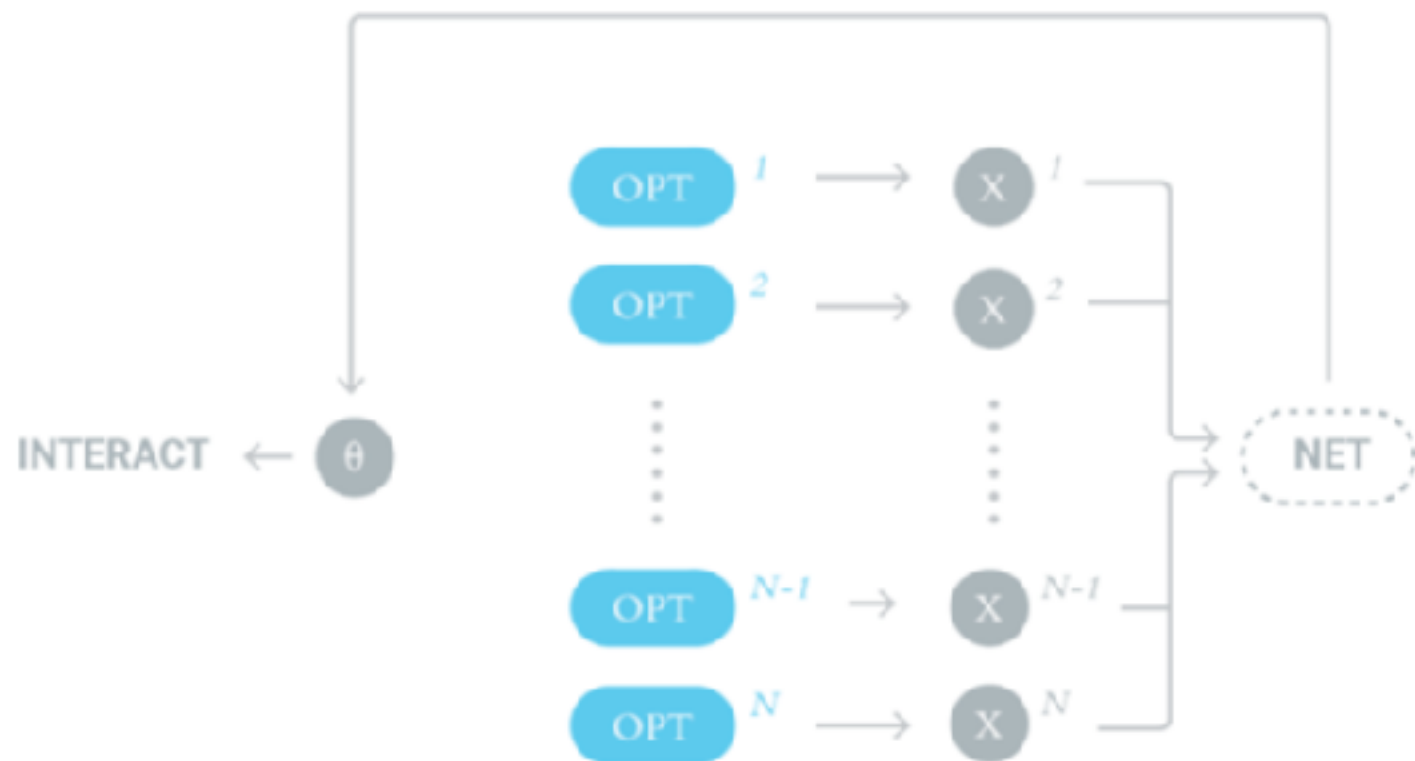 OPT 1 X 1
OPT 2 X 2
INTERACT θ NET
OPT N-1 X N-1
OPT N X N